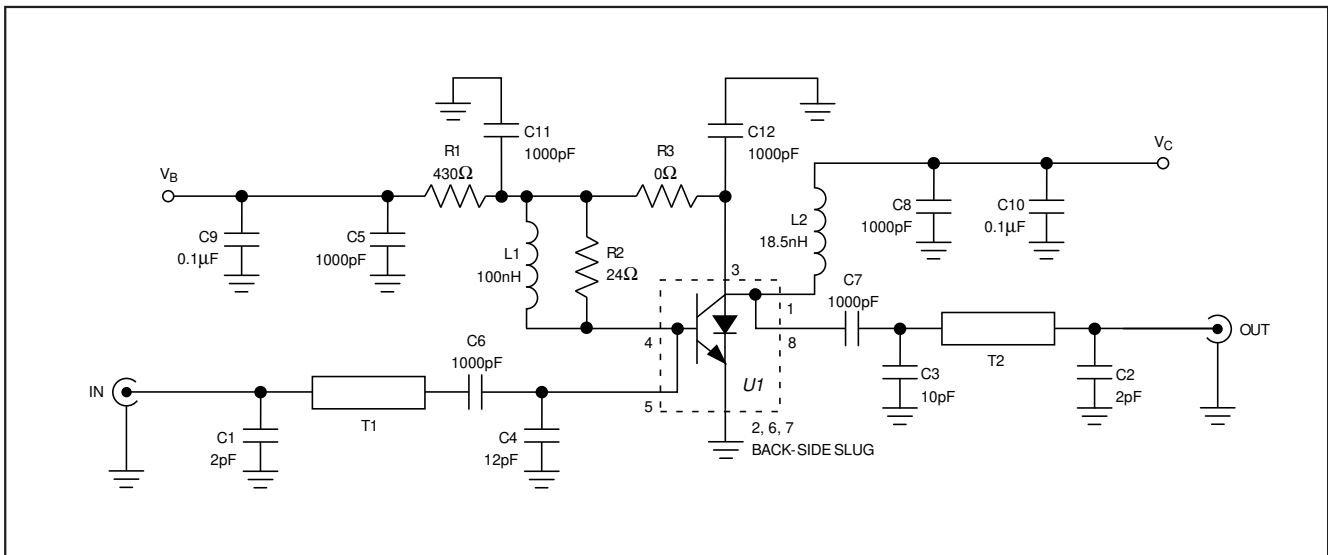 C11
1000pF
C12
1000pF
R1
430Ω
R3
0Ω
VB
VC
C9
0.1µF
C5
1000pF
L1
100nH
R2
24Ω
L2
18.5nH
C8
1000pF
C10
0.1µF
3
C7
1000pF
1
4
8
C6
1000pF
5
U1
T2
OUT
C3
10pF
C2
2pF
IN
T1
C1
2pF
C4
12pF
2, 6, 7
BACK-SIDE SLUG